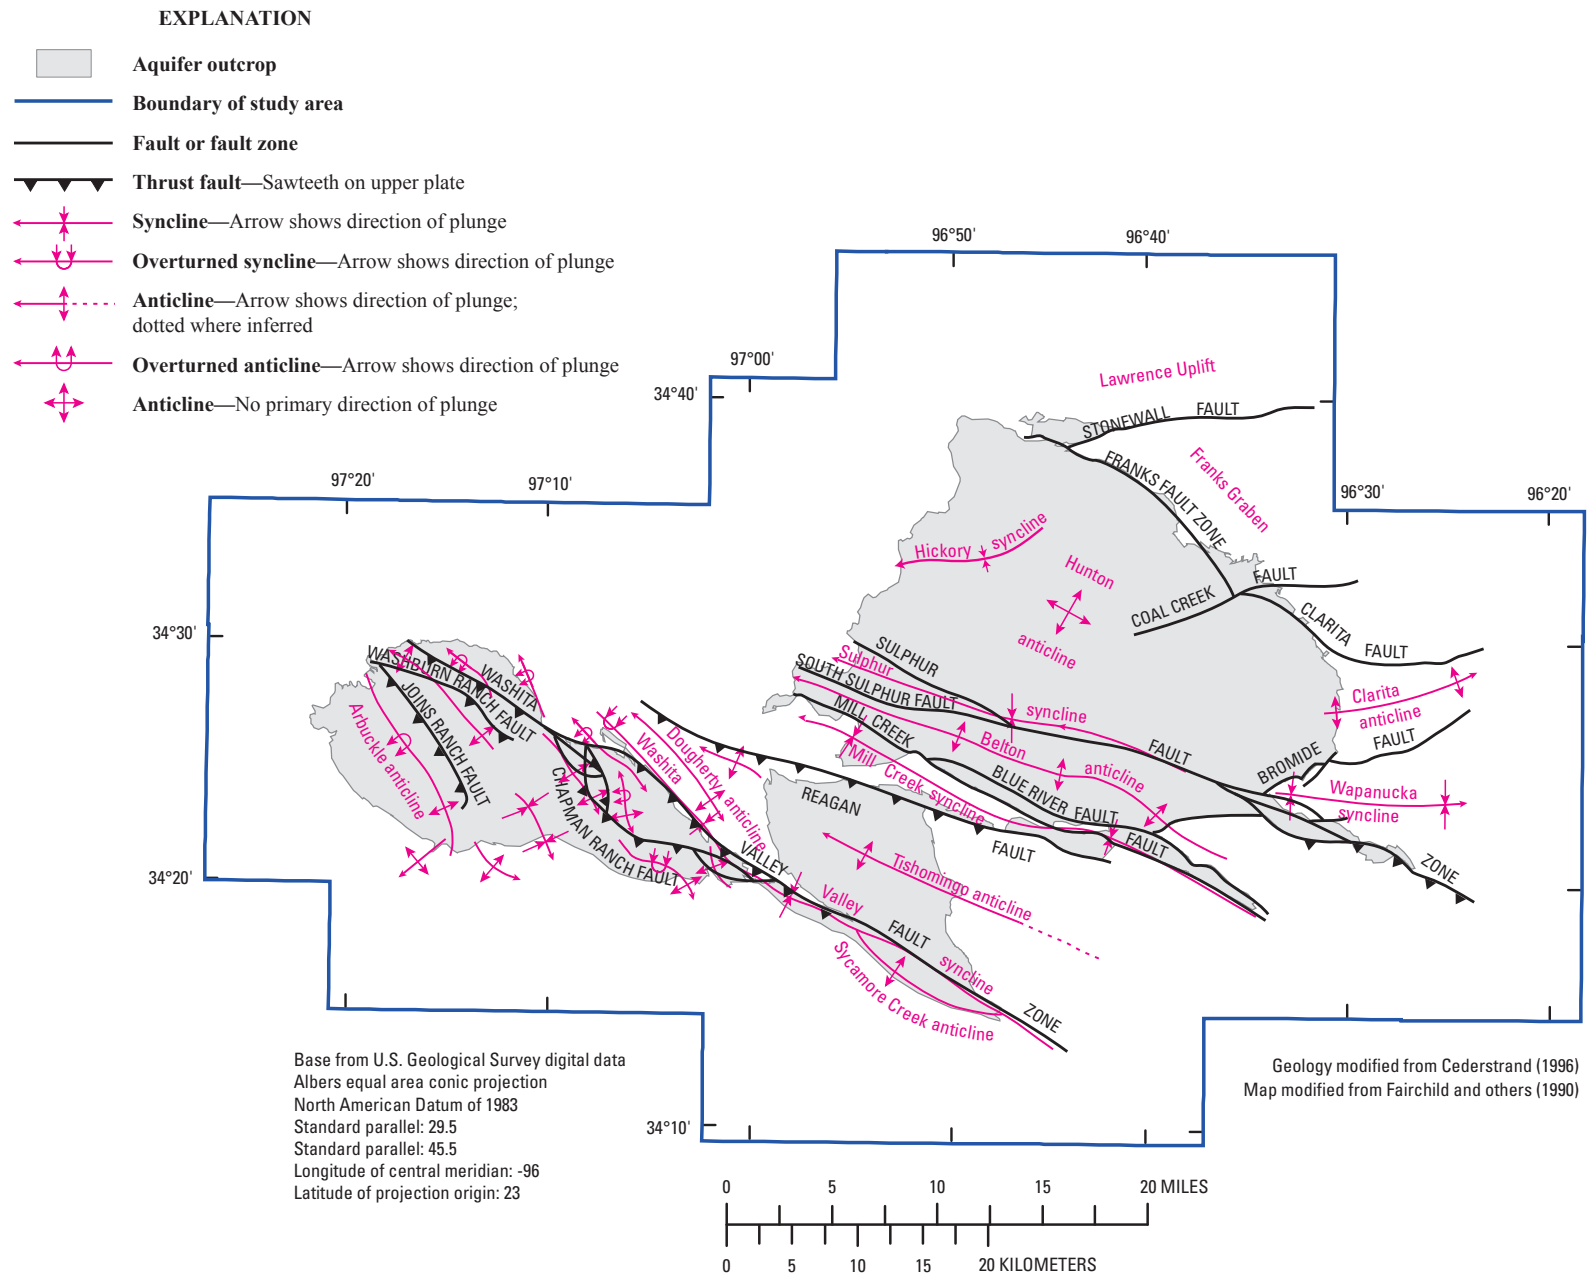 EXPLANATION
Aquifer outcrop
Boundary of study area
Fault or fault zone
Thrust fault—Sawteeth on upper plate
Syncline—Arrow shows direction of plunge
Overturned syncline—Arrow shows direction of plunge
Anticline—Arrow shows direction of plunge;
dotted where inferred
Overturned anticline—Arrow shows direction of plunge
Anticline—No primary direction of plunge
96°50'
96°40'
97°00'
34°40'
97°20'
97°10'
96°30'
96°20'
34°30'
34°20'
34°10'
Lawrence Uplift
STONEWALL FAULT
FRANKS FAULT ZONE
Franks Graben
Hickory syncline
Hunton
anticline
COAL CREEK FAULT
CLARITA FAULT
Clarita
anticline
SULPHUR FAULT ZONE
Sulphur syncline
SOUTH SULPHUR FAULT
MILL CREEK FAULT
Belton anticline
Mill Creek syncline
BLUE RIVER FAULT
BROMIDE FAULT
Wapanucka
syncline
WASHBURN RANCH FAULT
WASHITA VALLEY FAULT ZONE
JOINS RANCH FAULT
Arbuckle anticline
CHAPMAN RANCH FAULT
Washita Valley syncline
Dougherty anticline
REAGAN FAULT
Tishomingo anticline
Sycamore Creek anticline
Base from U.S. Geological Survey digital data
Albers equal area conic projection
North American Datum of 1983
Standard parallel: 29.5
Standard parallel: 45.5
Longitude of central meridian: -96
Latitude of projection origin: 23
Geology modified from Cederstrand (1996)
Map modified from Fairchild and others (1990)
0 5 10 15 20 MILES
0 5 10 15 20 KILOMETERS